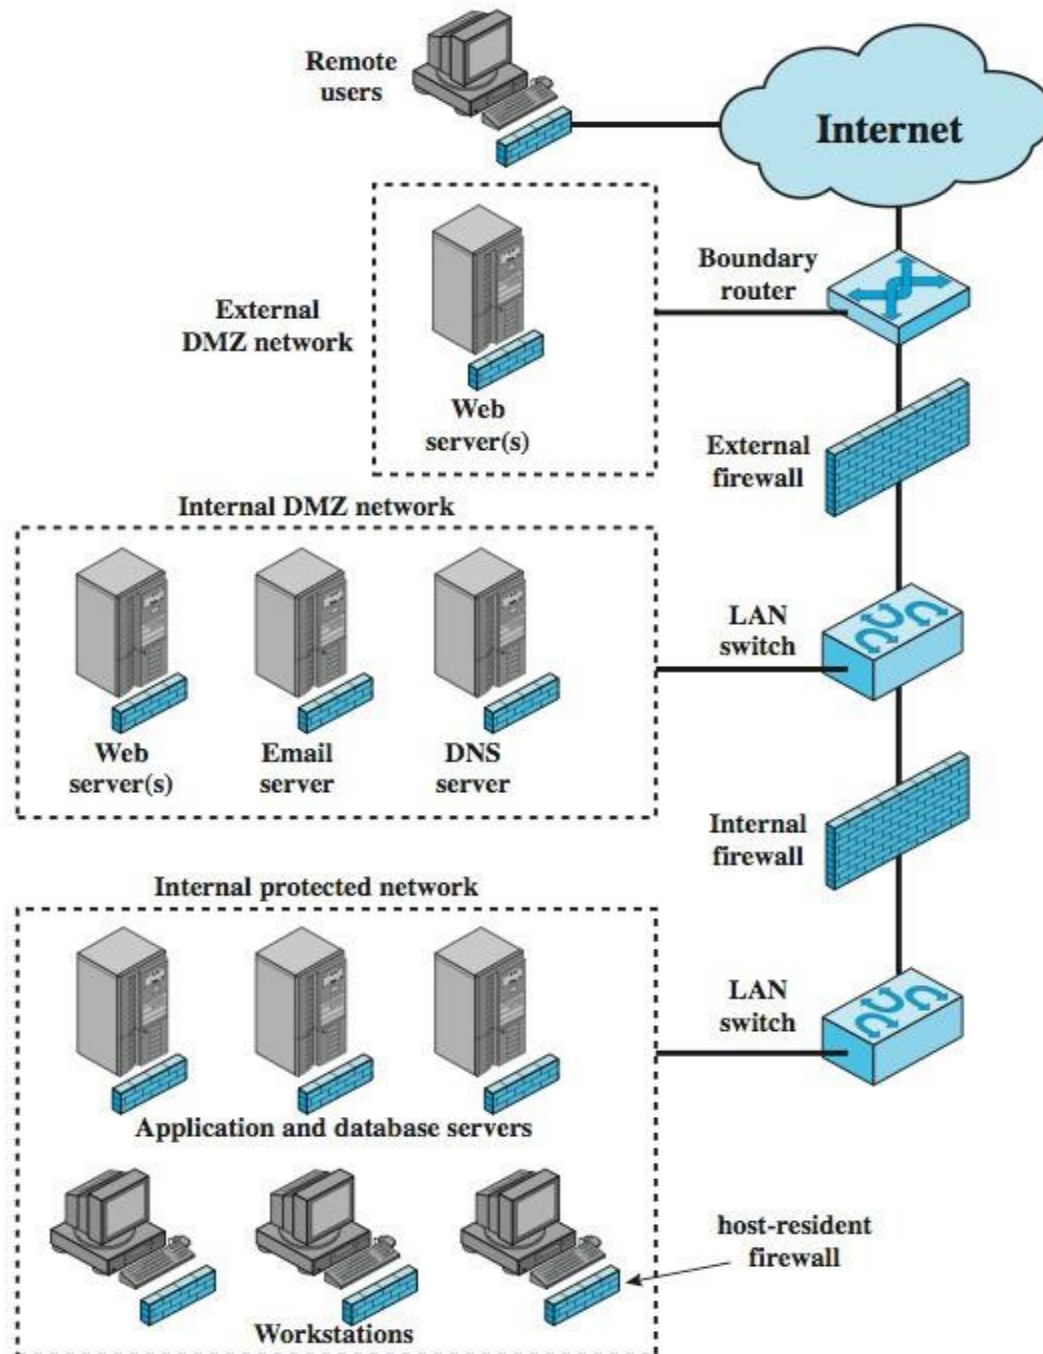 Remote
users
Internet
Boundary
router
External
DMZ network
Web
server(s)
External
firewall
Internal DMZ network
LAN
switch
Web
server(s)
Email
server
DNS
server
Internal
firewall
Internal protected network
LAN
switch
Application and database servers
host-resident
firewall
Workstations